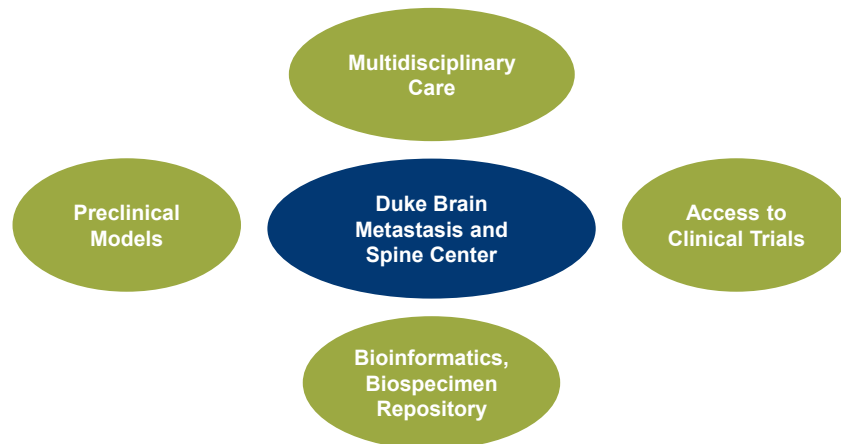 Multidisciplinary
Care
Preclinical
Models
Duke Brain
Metastasis and
Spine Center
Access to
Clinical Trials
Bioinformatics,
Biospecimen
Repository